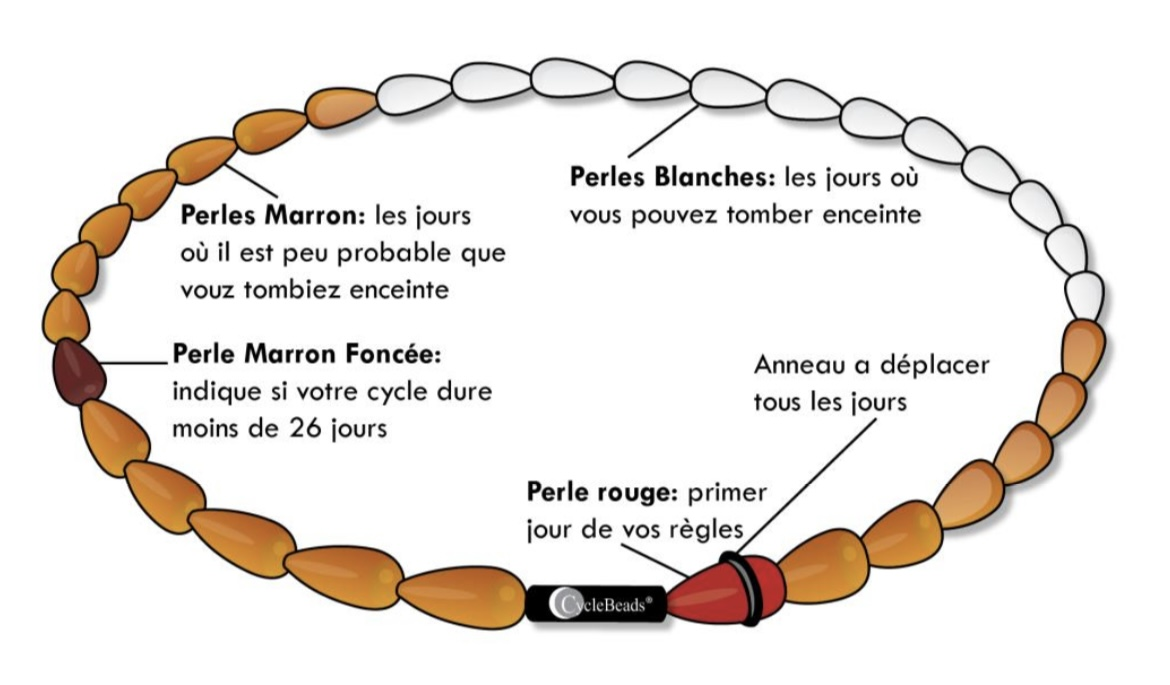 Perles Blanches: les jours où
vous pouvez tomber enceinte
Perles Marron: les jours
où il est peu probable que
vouz tombiez enceinte
Perle Marron Foncée:
indique si votre cycle dure
moins de 26 jours
Anneau a déplacer
tous les jours
Perle rouge: primer
jour de vos règles
CycleBeads®